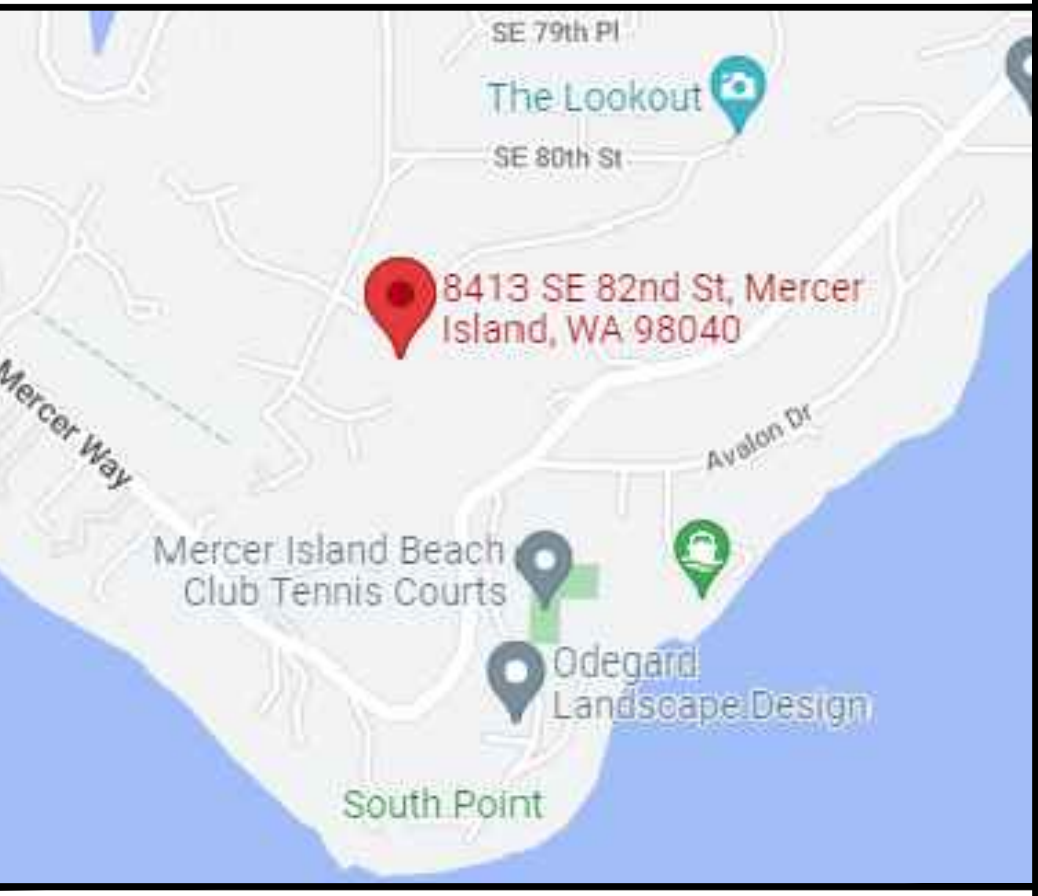 SE 79th Pl
The Lookout
SE 80th St
8413 SE 82nd St, Mercer
Island, WA 98040
Mercer Way
Avalon Dr
Mercer Island Beach
Club Tennis Courts
Odegard
Landscape Design
South Point